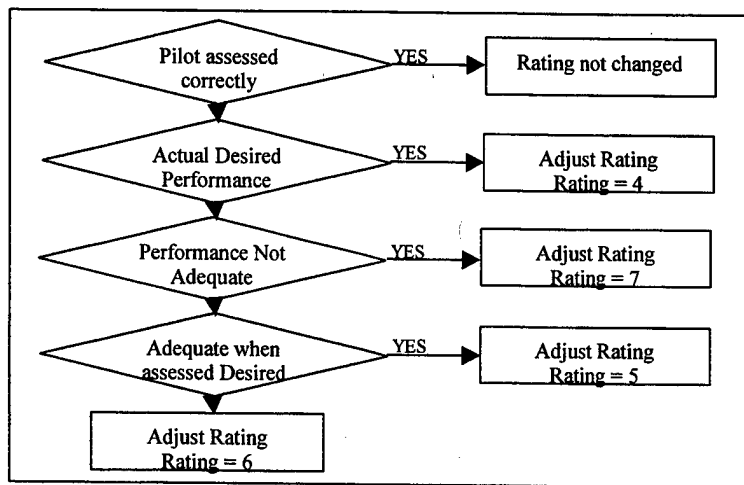 Pilot assessed
correctly
YES
Rating not changed
Actual Desired
Performance
YES
Adjust Rating
Rating = 4
Performance Not
Adequate
YES
Adjust Rating
Rating = 7
Adequate when
assessed Desired
YES
Adjust Rating
Rating = 5
Adjust Rating
Rating = 6